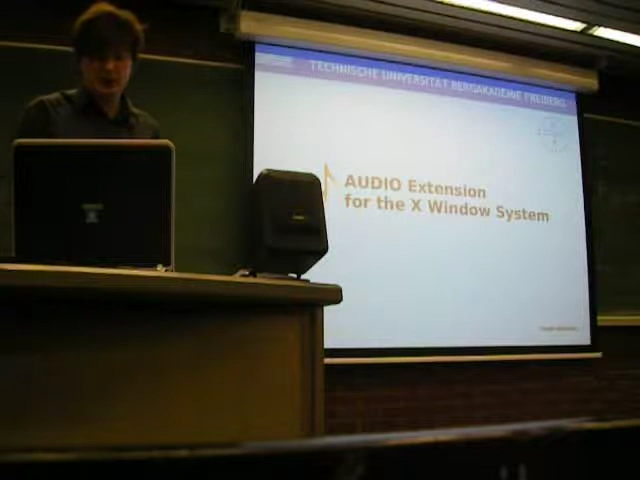 TECHNISCHE UNIVERSITÄT BERGAKADEMIE FREIBERG
AUDIO Extension
for the X Window System